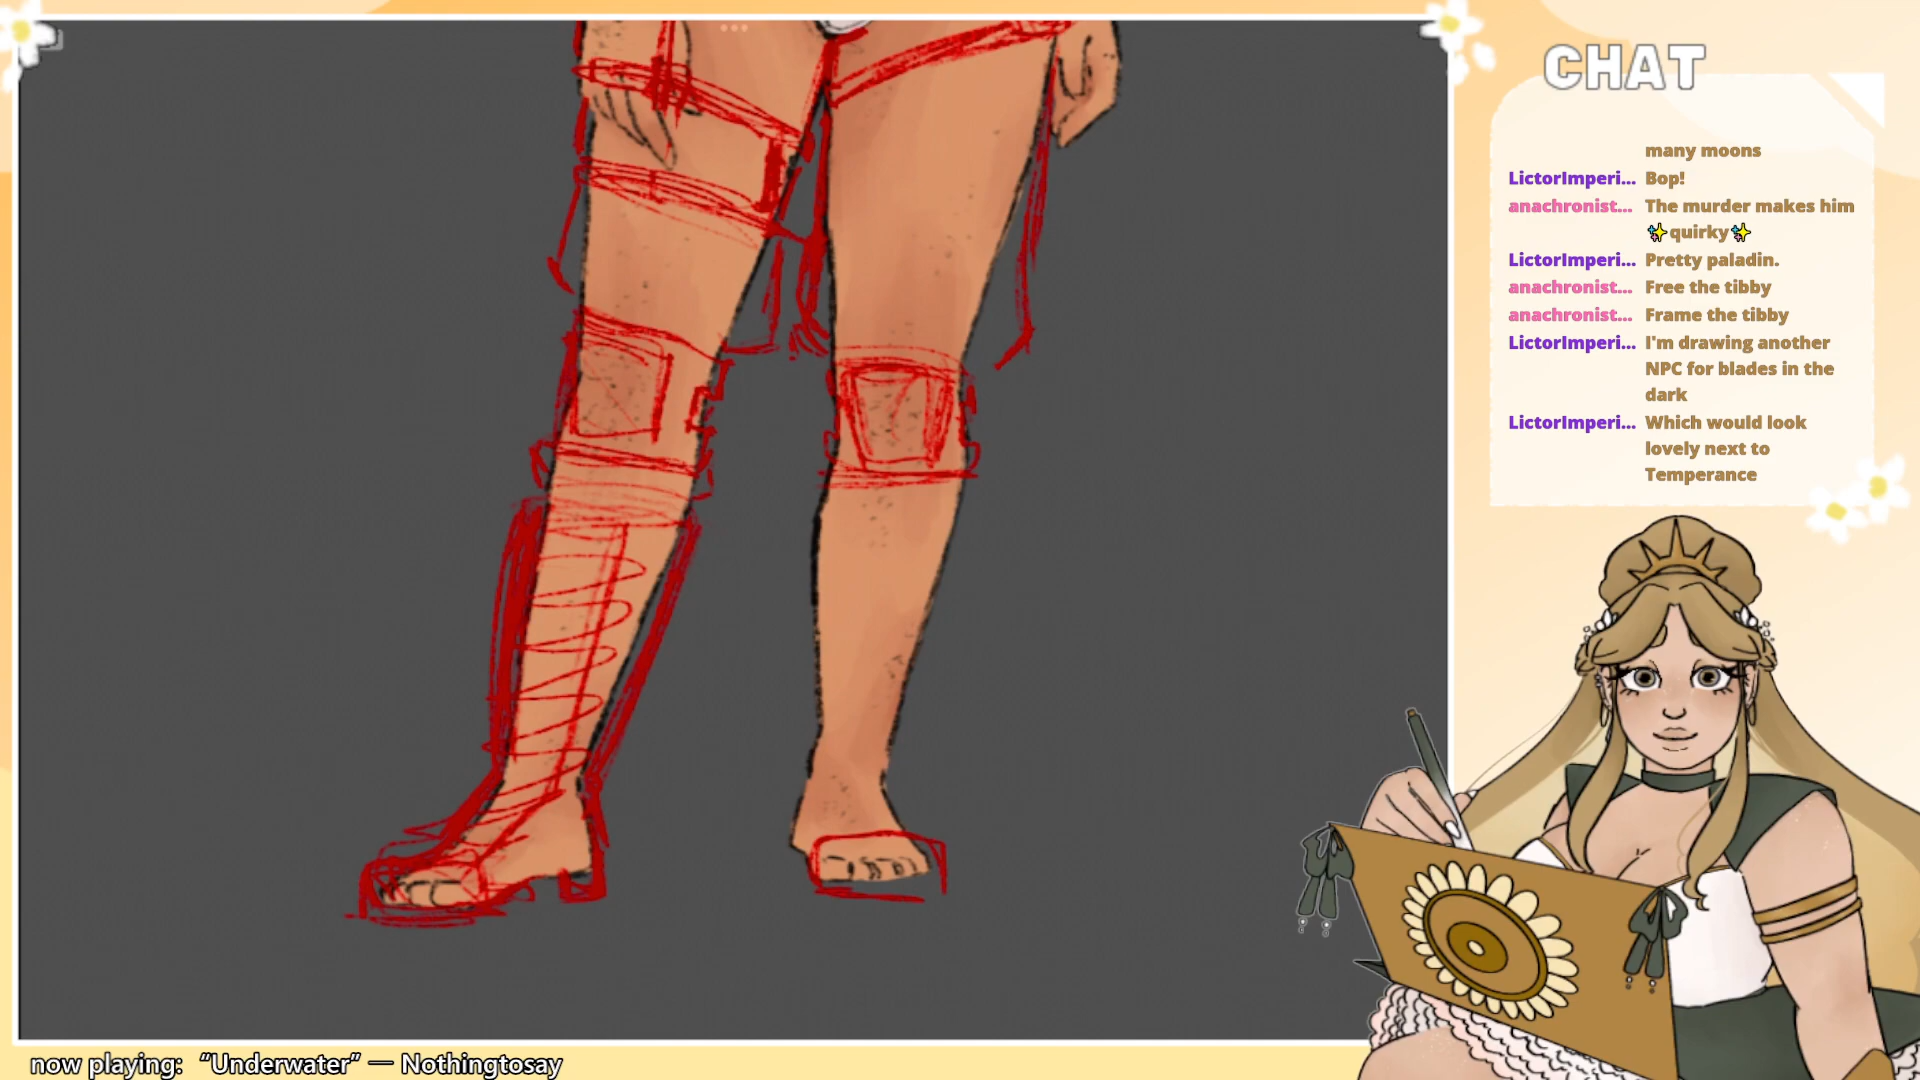 CHAT
many moons
LictorImperi... Bop!
anachronist... The murder makes him
✨quirky✨
LictorImperi... Pretty paladin.
anachronist... Free the tibby
anachronist... Frame the tibby
LictorImperi... I'm drawing another
NPC for blades in the
dark
LictorImperi... Which would look
lovely next to
Temperance
now playing: “Underwater” — Nothingtosay